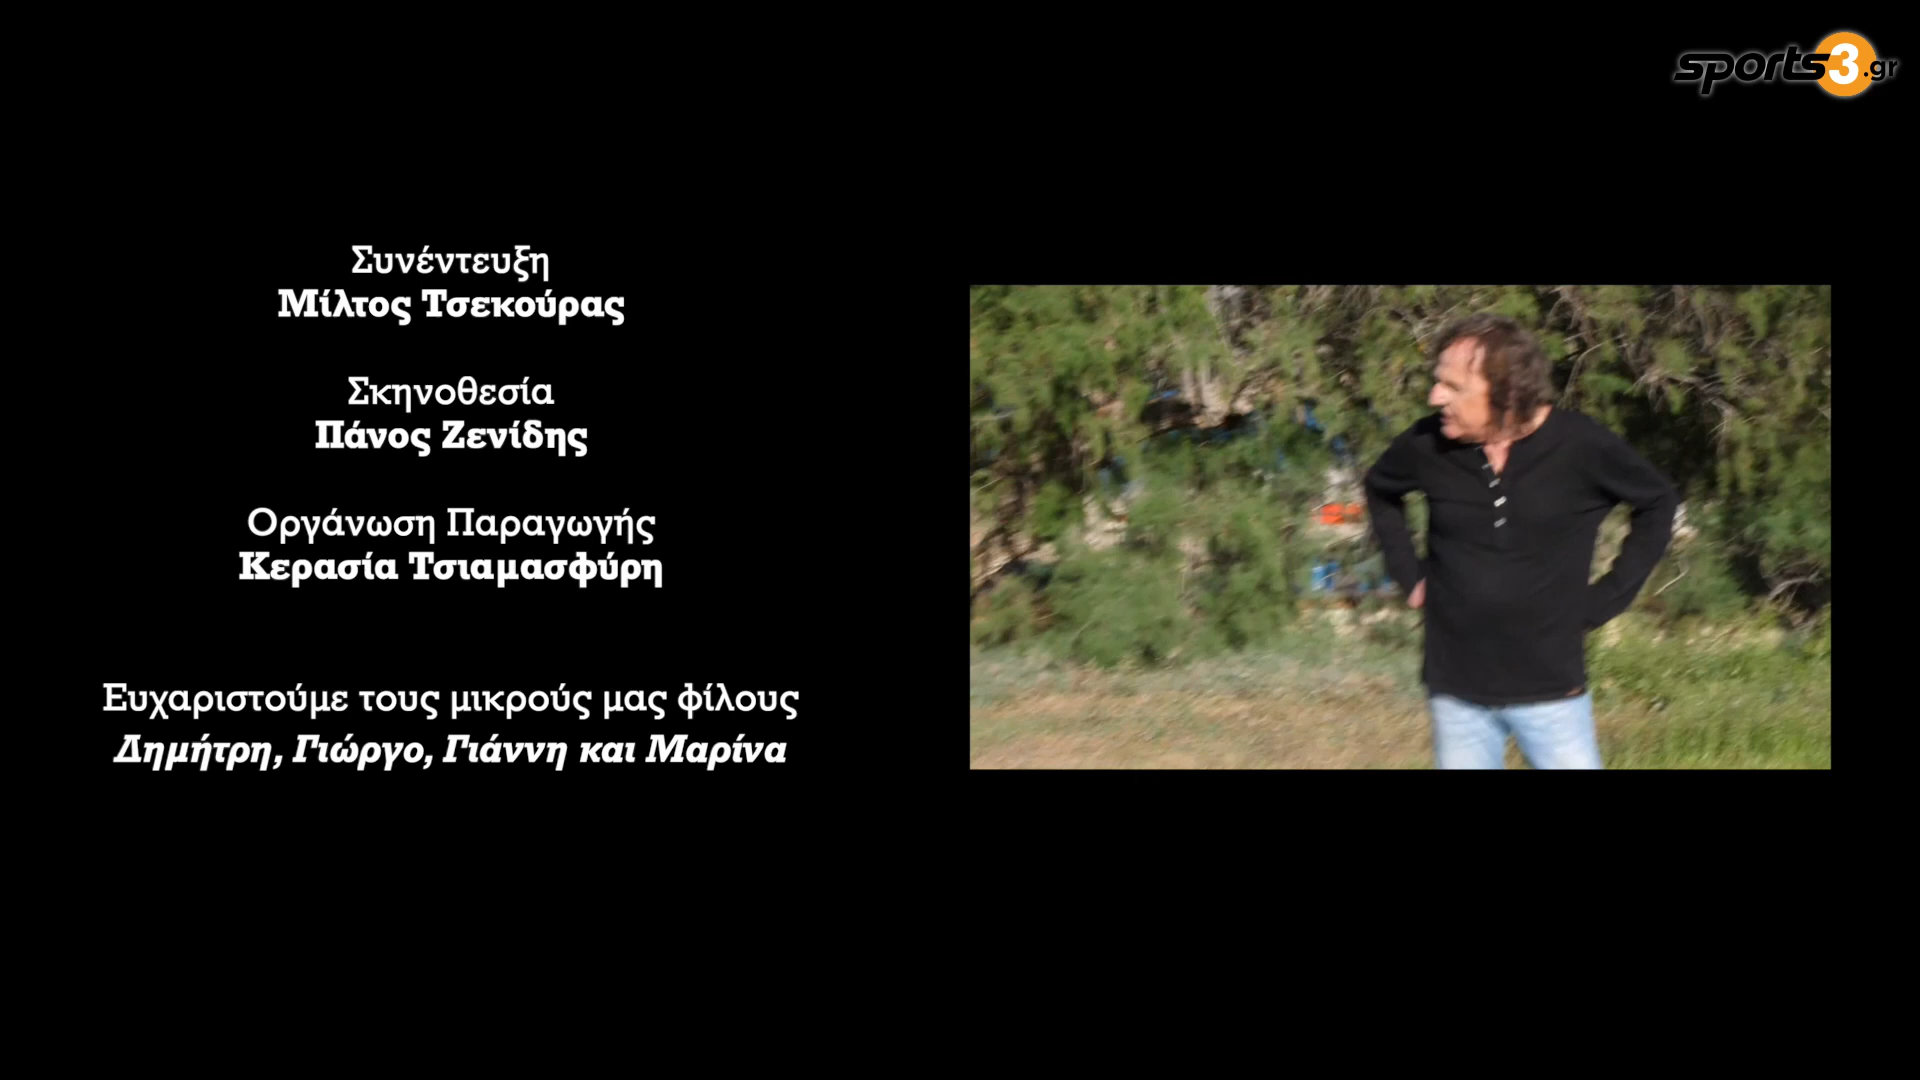 sports3.gr
Συνέντευξη
Μίλτος Τσεκούρας
Σκηνοθεσία
Πάνος Ζενίδης
Οργάνωση Παραγωγής
Κερασία Τσιαμασφύρη
Ευχαριστούμε τους μικρούς μας φίλους
Δημήτρη, Γιώργο, Γιάννη και Μαρίνα